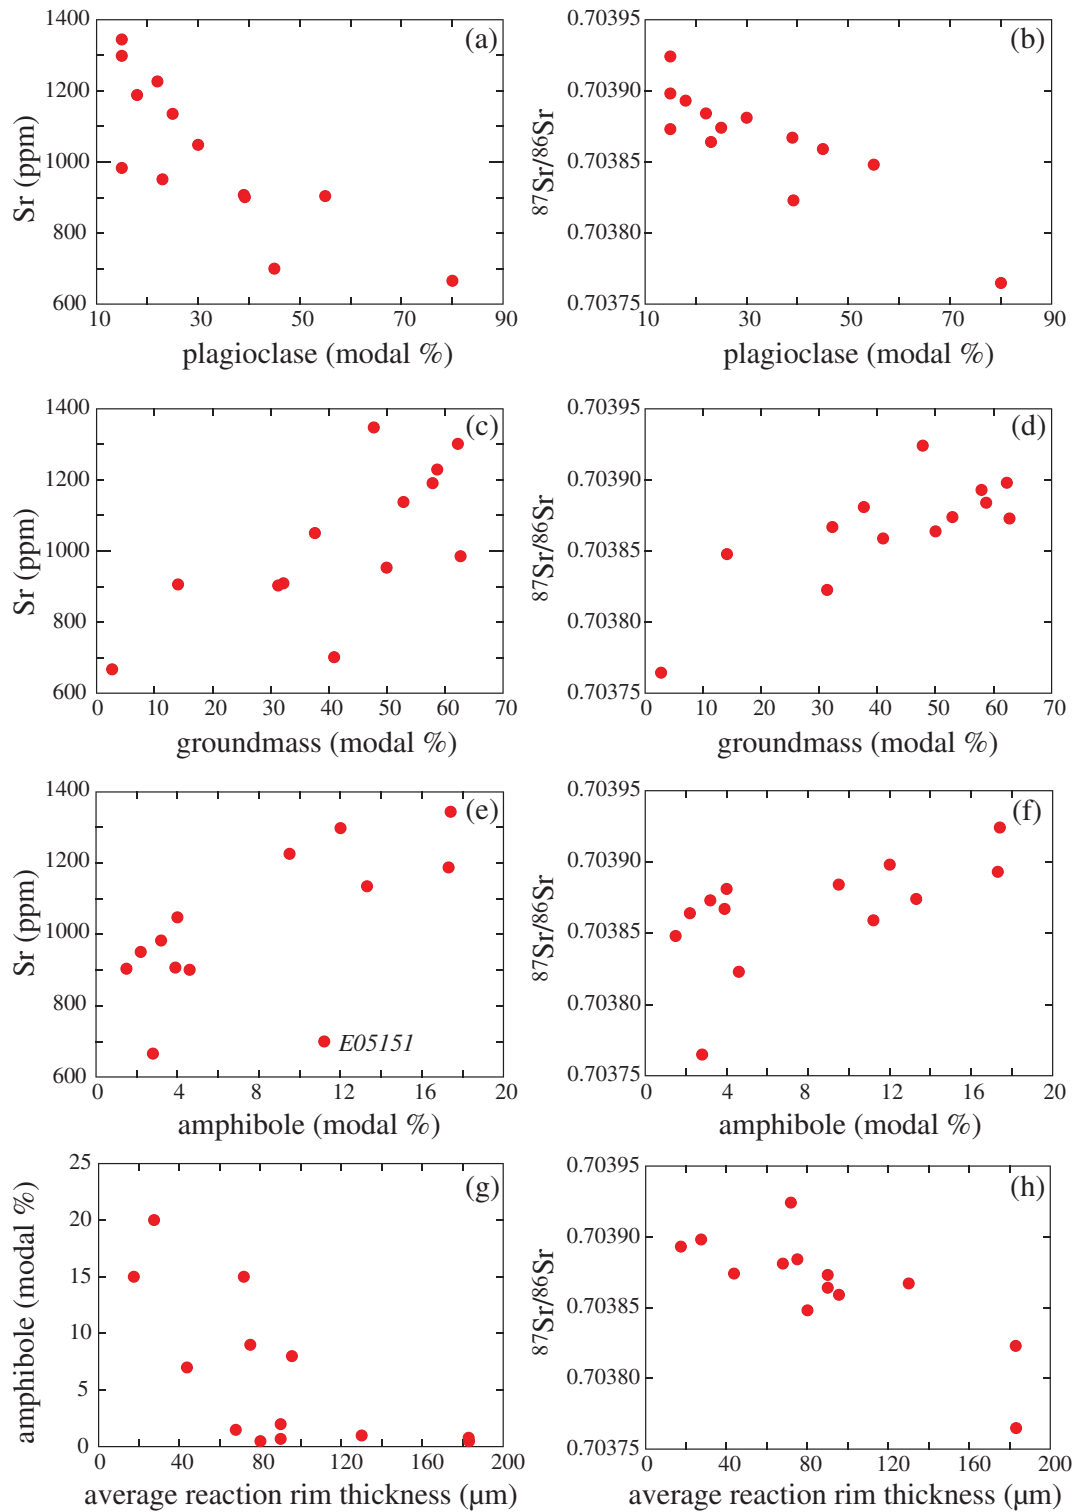 1400
1200
1000
800
600
Sr (ppm)
(a)
10 30 50 70 90
plagioclase (modal %)
0.70395
0.70390
0.70385
0.70380
0.70375
⁸⁷Sr/⁸⁶Sr
(b)
10 30 50 70 90
plagioclase (modal %)
1400
1200
1000
800
600
Sr (ppm)
(c)
0 10 20 30 40 50 60 70
groundmass (modal %)
0.70395
0.70390
0.70385
0.70380
0.70375
⁸⁷Sr/⁸⁶Sr
(d)
0 10 20 30 40 50 60 70
groundmass (modal %)
1400
1200
1000
800
600
Sr (ppm)
(e)
E05151
0 4 8 12 16 20
amphibole (modal %)
0.70395
0.70390
0.70385
0.70380
0.70375
⁸⁷Sr/⁸⁶Sr
(f)
0 4 8 12 16 20
amphibole (modal %)
25
20
15
10
5
0
amphibole (modal %)
(g)
40 80 120 160 200
average reaction rim thickness (μm)
0.70395
0.70390
0.70385
0.70380
0.70375
⁸⁷Sr/⁸⁶Sr
(h)
0 40 80 120 160 200
average reaction rim thickness (μm)